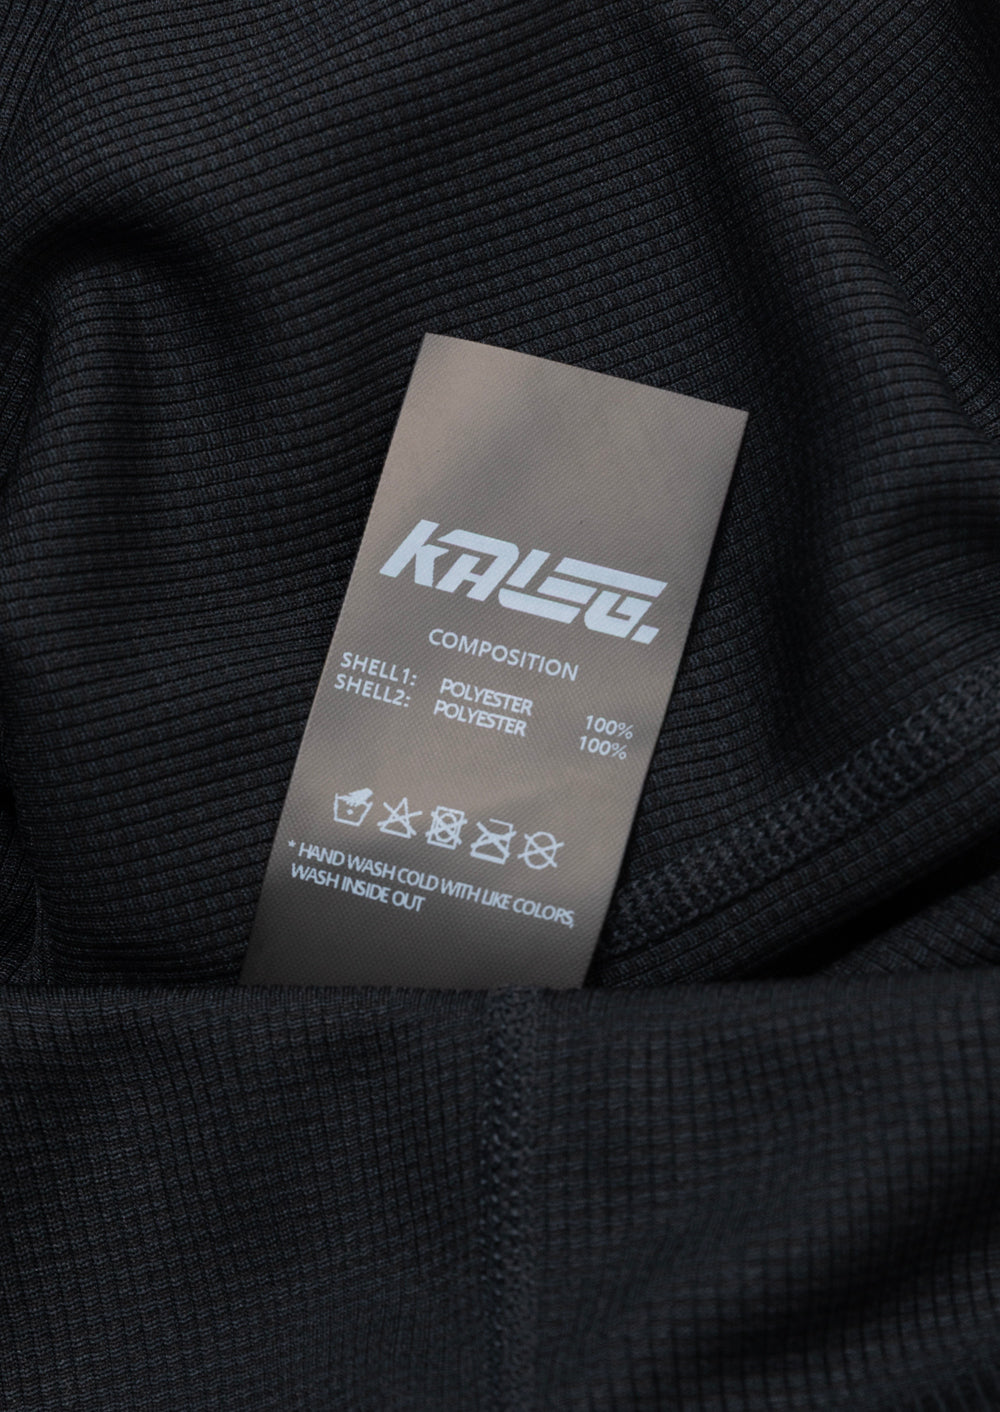 KALEG.
COMPOSITION
SHELL1: POLYESTER 100%
SHELL2: POLYESTER 100%
* HAND WASH COLD WITH LIKE COLORS,
WASH INSIDE OUT